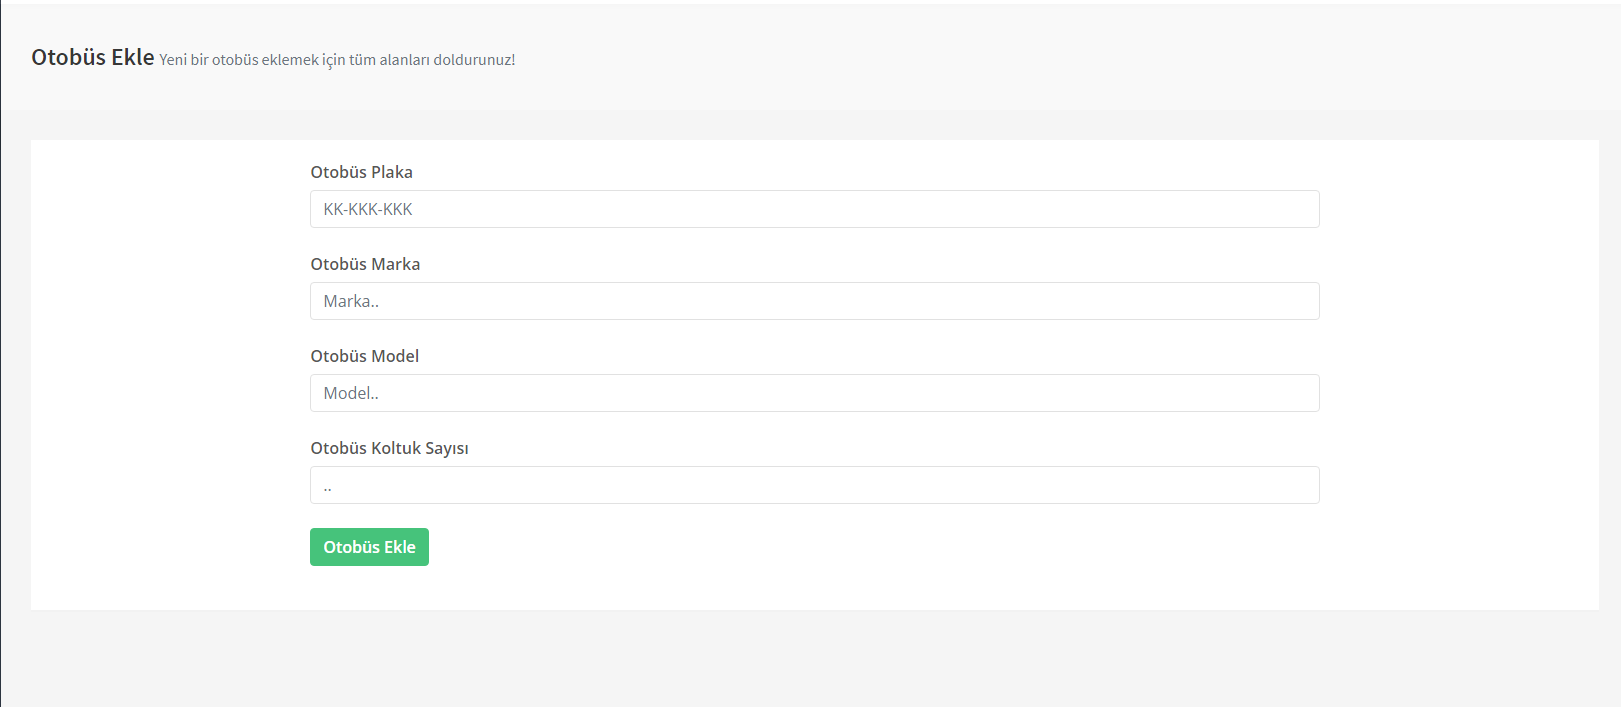 Otobüs Ekle Yeni bir otobüs eklemek için tüm alanları doldurunuz!
Otobüs Plaka
KK-KKK-KKK
Otobüs Marka
Marka..
Otobüs Model
Model..
Otobüs Koltuk Sayısı
..
Otobüs Ekle